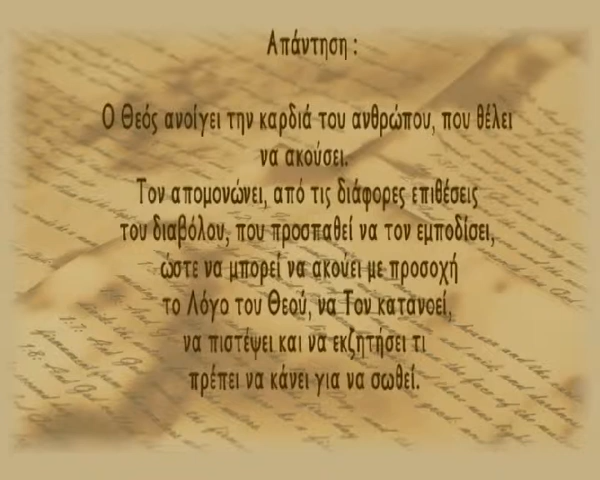 Απάντηση :
Ο Θεός ανοίγει την καρδιά του ανθρώπου, που θέλει
να ακούσει.
Τον απομονώνει, από τις διάφορες επιθέσεις
του διαβόλου, που προσπαθεί να τον εμποδίσει,
ώστε να μπορεί να ακούει με προσοχή
το Λόγο του Θεού, να Τον κατανοεί,
να πιστέψει και να εκζητήσει τι
πρέπει να κάνει για να σωθεί.